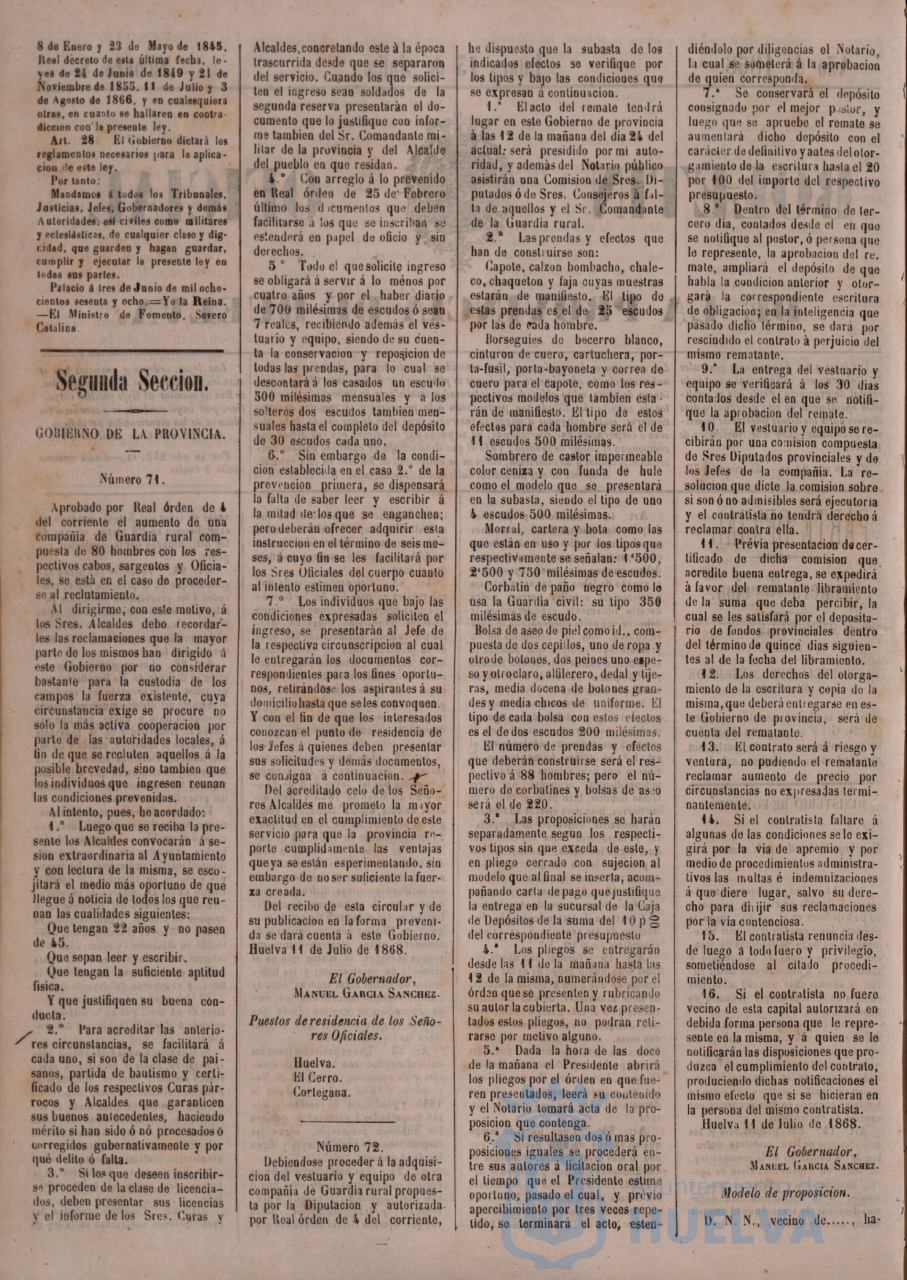 8 de Enero y 23 de Mayo de 1845,
Real decreto de esta última fecha, le-
yes de 24 de Junio de 1849 y 21 de
Noviembre de 1855, 11 de Julio y 3
de Agosto de 1866, y en cualesquiera
otras, en cuanto se hallaren en contra-
diccion con la presente ley.
Art. 28. El Gobierno dictará los
reglamentos necesarios para la aplica-
cion de este ley.
Por tanto:
Mandamos á todos los Tribunales,
Justicias, Jefes, Gobernadores y demás
Autoridades, asi civiles como militares
y eclesiásticas, de cualquier clase y dig-
nidad, que guarden y hagan guardar,
cumplir y ejecutar la presente ley en
todas sus partes.
Palacio á tres de Junio de mil ocho-
cientos sesenta y ocho.=Yo la Reina.
—El Ministro de Fomento, Severo
Catalina.
Segunda Seccion.
GOBIERNO DE LA PROVINCIA.
Número 71.
Aprobado por Real órden de 4
del corriente el aumento de una
compañia de Guardia rural com-
puesta de 80 hombres con los res-
pectivos cabos, sargentos y Oficia-
les, se está en el caso de proceder-
se al reclutamiento.
Al dirigirme, con este motivo, á
los Sres. Alcaldes debo recordar-
les las reclamaciones que la mayor
parte de los mismos han dirigido á
este Gobierno por no considerar
bastante para la custodia de los
campos la fuerza existente, cuya
circunstancia exige se procure no
solo la más activa cooperacion por
parte de las autoridades locales, á
fin de que se recluten aquellos á la
posible brevedad, sino tambien que
los individuos que ingresen reunan
las condiciones prevenidas.
Al intento, pues, he acordado:
1.° Luego que se reciba la pre-
sente los Alcaldes convocarán á se-
sion extraordinaria al Ayuntamiento
y con lectura de la misma, se esco-
jitará el medio más oportuno de que
llegue á noticia de todos los que reu-
nan las cualidades siguientes:
Que tengan 22 años y no pasen
de 45.
Que sepan leer y escribir.
Que tengan la suficiente aptitud
física.
Y que justifiquen su buena con-
ducta.
2.° Para acreditar las anterio-
res circunstancias, se facilitará á
cada uno, si son de la clase de pai-
sanos, partida de bautismo y certi-
ficado de los respectivos Curas pár-
rocos y Alcaldes que garanticen
sus buenos antecedentes, haciendo
mérito si han sido ó nó procesados ó
corregidos gubernativamente y por
qué delito ó falta.
3.° Si los que deseen inscribir-
se proceden de la clase de licencia-
dos, deben presentar sus licencias
y el informe de los Sres. Curas y
Alcaldes, concretando este á la época
trascurrida desde que se separaron
del servicio. Cuando los que solici-
ten el ingreso sean soldados de la
segunda reserva presentarán el do-
cumento que lo justifique con infor-
me tambien del Sr. Comandante mi-
litar de la provincia y del Alcalde
del pueblo en que residan.
4.° Con arreglo á lo prevenido
en Real órden de 25 de Febrero
último los documentos que deben
facilitarse á los que se inscriban se
estenderá en papel de oficio y sin
derechos.
5 ° Todo el que solicite ingreso
se obligará á servir á lo ménos por
cuatro años y por el haber diario
de 700 milésimas de escudos ó sean
7 reales, recibiendo además el ves-
tuario y equipo, siendo de su cuen-
ta la conservacion y reposicion de
todas las prendas, para lo cual se
descontará á los casados un escudo
500 milésimas mensuales y a los
solteros dos escudos tambien men-
suales hasta el completo del depósito
de 30 escudos cada uno.
6.° Sin embargo de la condi-
cion establecida en el caso 2.° de la
prevencion primera, se dispensará
la falta de saber leer y escribir á
la mitad de los que se enganchen;
pero deberán ofrecer adquirir esta
instruccion en el término de seis me-
ses, á cuyo fin se les facilitará por
los Sres Oficiales del cuerpo cuanto
al intento estimen oportuno.
7.° Los individuos que bajo las
condiciones expresadas soliciten el
ingreso, se presentarán al Jefe de
la respectiva circunscripcion al cual
le entregarán los documentos cor-
respondientes para los fines oportu-
nos, retirándose los aspirantes á su
domicilio hasta que se les convoquen.
Y con el fin de que los interesados
conozcan el punto de residencia de
los Jefes á quienes deben presentar
sus solicitudes y demás documentos,
se consigna á continuacion.
Del acreditado celo de los Seño-
res Alcaldes me prometo la mayor
exactitud en el cumplimiento de este
servicio para que la provincia re-
porte cumplidamente las ventajas
que ya se están esperimentando, sin
embargo de no ser suficiente la fuer-
za creada.
Del recibo de esta circular y de
su publicacion en la forma preveni-
da se dará cuenta á este Gobierno.
Huelva 11 de Julio de 1868.
El Gobernador,
MANUEL GARCIA SANCHEZ.
Puestos de residencia de los Seño-
res Oficiales.
Huelva.
El Cerro.
Cortegana.
Número 72.
Debiendose proceder á la adquisi-
cion del vestuario y equipo de otra
compañia de Guardia rural propues-
ta por la Diputacion y autorizada
por Real órden de 4 del corriente,
he dispuesto que la subasta de los
indicados efectos se verifique por
los tipos y bajo las condiciones que
se expresan á continuacion.
1.ª El acto del remate tendrá
lugar en este Gobierno de provincia
á las 12 de la mañana del dia 24 del
actual: será presidido por mi auto-
ridad, y además del Notario público
asistirán una Comision de Sres. Di-
putados ó de Sres. Consejeros á fal-
ta de aquellos y el Sr. Comandante
de la Guardia rural.
2.ª Las prendas y efectos que
han de construirse son:
Capote, calzon bombacho, chale-
co, chaqueton y faja cuyas muestras
estarán de manifiesto. El tipo de
estas prendas es el de 25 escudos
por las de cada hombre.
Borseguies de becerro blanco,
cinturon de cuero, cartuchera, por-
ta-fusil, porta-bayoneta y correa de
cuero para el capote, como los res-
pectivos modelos que tambien esta-
rán de manifiesto. El tipo de estos
efectos para cada hombre será el de
11 escudos 500 milésimas.
Sombrero de castor impermeable
color ceniza y con funda de hule
como el modelo que se presentará
en la subasta, siendo el tipo de uno
4 escudos 500 milésimas.
Morral, cartera y bota como las
que están en uso y por los tipos que
respectivamente se señalan: 1'500,
2'500 y 750 milésimas de escudos.
Corbatin de paño negro como lo
usa la Guardia civil: su tipo 350
milésimas de escudo.
Bolsa de aseo de piel como id., com-
puesta de dos cepillos, uno de ropa y
otro de botones, dos peines uno espe-
so y otro claro, alfilerero, dedal y tije-
ras, media docena de botones gran-
des y media chicos de uniforme. El
tipo de cada bolsa con estos efectos
es el de dos escudos 200 milésimas.
El número de prendas y efectos
que deberán construirse será el res-
pectivo á 88 hombres; pero el nú-
mero de corbatines y bolsas de aseo
será el de 220.
3.ª Las proposiciones se harán
separadamente segun los respecti-
vos tipos sin que exceda de este, y
en pliego cerrado con sujecion al
modelo que al final se inserta, acom-
pañando carta de pago que justifique
la entrega en la sucursal de la Caja
de Depósitos de la suma del 10 p00
del correspondiente presupuesto
4.ª Los pliegos se entregarán
desde las 11 de la mañana hasta las
12 de la misma, numerándose por el
órden que se presenten y rubricando
su autor la cubierta. Una vez presen-
tados estos pliegos, no podrán reti-
rarse por motivo alguno.
5.ª Dada la hora de las doce
de la mañana el Presidente abrirá
los pliegos por el órden en que fue-
ren presentados, leerá su contenido
y el Notario tomará acta de la pro-
posicion que contenga.
6.ª Si resultasen dos ó mas pro-
posiciones iguales se procederá en-
tre sus autores á licitacion oral por
el tiempo que el Presidente estime
oportuno, pasado el cual, y prévio
apercibimiento por tres veces repe-
tido, se terminará el acto, esten-
diéndolo por diligencias el Notario,
la cual se someterá á la aprobacion
de quien corresponda.
7.ª Se conservará el depósito
consignado por el mejor postor, y
luego que se apruebe el remate se
aumentará dicho depósito con el
carácter de definitivo y antes del otor-
gamiento de la escritura hasta el 20
por 100 del importe del respectivo
presupuesto.
8.ª Dentro del término de ter-
cero dia, contados desde el en que
se notifique al postor, ó persona que
le represente, la aprobacion del re-
mate, ampliará el depósito de que
habla la condicion anterior y otor-
gará la correspondiente escritura
de obligacion; en la inteligencia que
pasado dicho término, se dará por
rescindido el contrato à perjuicio del
mismo rematante.
9.ª La entrega del vestuario y
equipo se verificará á los 30 dias
contados desde el en que se notifi-
que la aprobacion del remate.
10. El vestuario y equipo se re-
cibirán por una comision compuesta
de Sres Diputados provinciales y de
los Jefes de la compañia. La re-
solucion que dicte la comision sobre
si son ó no admisibles será ejecutoria
y el contratista no tendrá derecho á
reclamar contra ella.
11. Prévia presentacion de cer-
tificado de dicha comision que
acredite buena entrega, se expedirá
á favor del rematante libramiento
de la suma que deba percibir, la
cual se les satisfará por el deposita-
rio de fondos provinciales dentro
del término de quince dias siguien-
tes al de la fecha del libramiento.
12. Los derechos del otorga-
miento de la escritura y copia de la
misma, que deberá entregarse en es-
te Gobierno de provincia, será de
cuenta del rematante.
13. El contrato será á riesgo y
ventura, no pudiendo el rematante
reclamar aumento de precio por
circunstancias no expresadas termi-
nantemente.
14. Si el contratista faltare á
algunas de las condiciones se le exi-
girá por la via de apremio y por
medio de procedimientos administra-
tivos las multas é indemnizaciones
á que diere lugar, salvo su dere-
cho para dirijir sus reclamaciones
por la via contenciosa.
15. El contratista renuncia des-
de luego á todo fuero y privilegio,
sometiéndose al citado procedi-
miento.
16. Si el contratista no fuero
vecino de esta capital autorizará en
debida forma persona que le repre-
sente en la misma, y á quien se le
notificarán las disposiciones que pro-
duzca el cumplimiento del contrato,
produciendo dichas notificaciones el
mismo efecto que si se hicieran en
la persona del mismo contratista.
Huelva 11 de Julio de 1868.
El Gobernador,
MANUEL GARCIA SANCHEZ.
Modelo de proposicion.
D. N. N., vecino de....., ha-
HUELVA